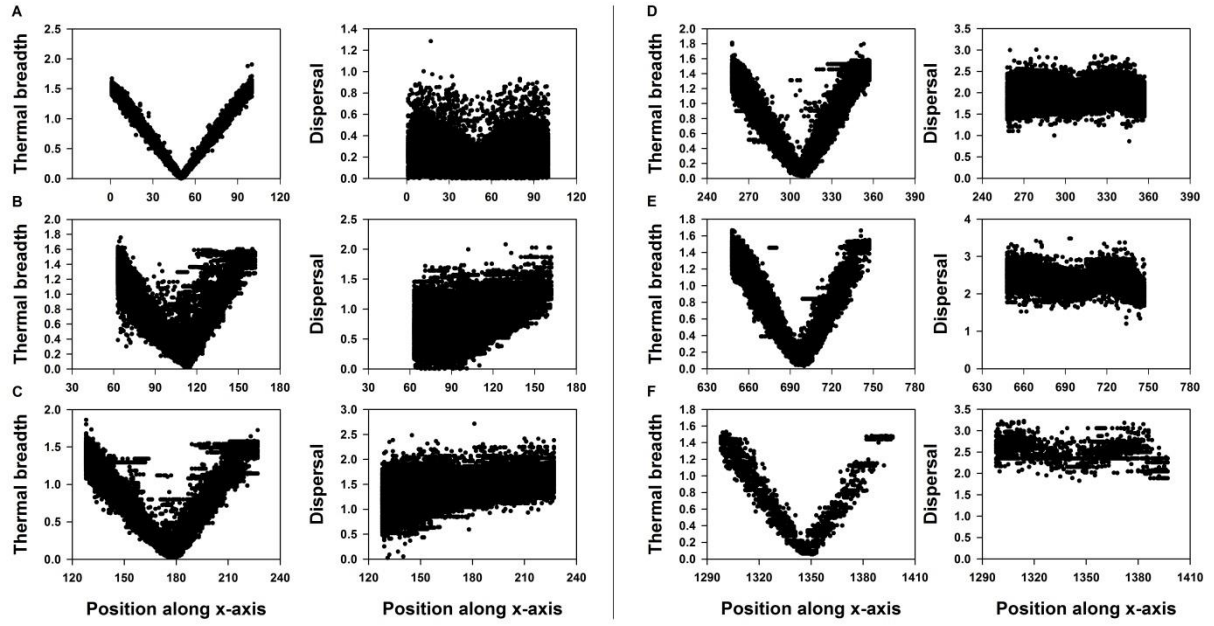 A
Thermal breadth
2.5
2.0
1.5
1.0
0.5
0.0
0 30 60 90 120
Dispersal
1.4
1.2
1.0
0.8
0.6
0.4
0.2
0.0
0 30 60 90 120
B
Thermal breadth
2.0
1.8
1.6
1.4
1.2
1.0
0.8
0.6
0.4
0.2
0.0
30 60 90 120 150 180
Dispersal
2.5
2.0
1.5
1.0
0.5
0.0
30 60 90 120 150 180
C
Thermal breadth
2.0
1.5
1.0
0.5
0.0
120 150 180 210 240
Position along x-axis
Dispersal
3.0
2.5
2.0
1.5
1.0
0.5
0.0
120 150 180 210 240
Position along x-axis
D
Thermal breadth
2.0
1.8
1.6
1.4
1.2
1.0
0.8
0.6
0.4
0.2
0.0
240 270 300 330 360 390
Dispersal
3.5
3.0
2.5
2.0
1.5
1.0
0.5
0.0
240 270 300 330 360 390
E
Thermal breadth
1.8
1.6
1.4
1.2
1.0
0.8
0.6
0.4
0.2
0.0
630 660 690 720 750 780
Dispersal
4
3
2
1
0
630 660 690 720 750 780
F
Thermal breadth
1.8
1.6
1.4
1.2
1.0
0.8
0.6
0.4
0.2
0.0
1290 1320 1350 1380 1410
Position along x-axis
Dispersal
3.5
3.0
2.5
2.0
1.5
1.0
0.5
0.0
1290 1320 1350 1380 1410
Position along x-axis